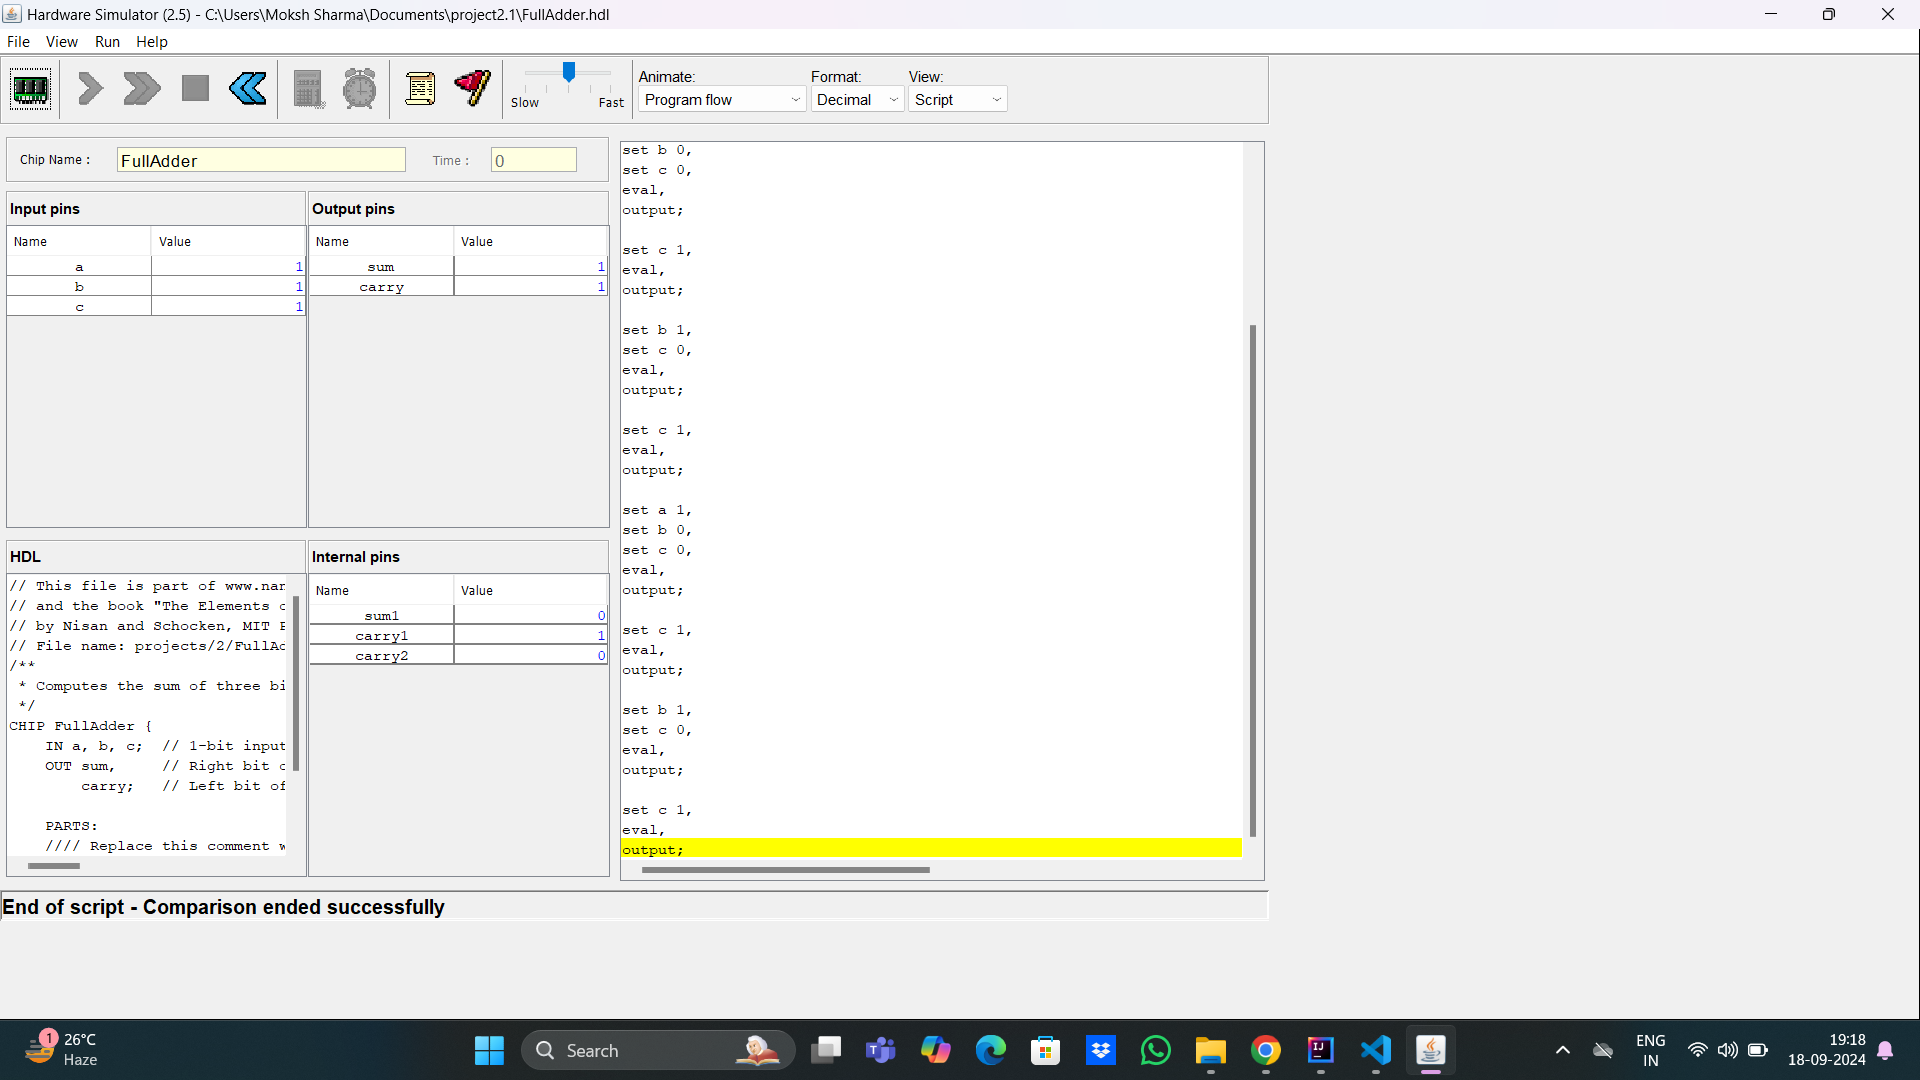 Hardware Simulator (2.5) - C:\Users\Moksh Sharma\Documents\project2.1\FullAdder.hdl
File View Run Help
Slow Fast
Animate: Format: View:
Program flow Decimal Script
Chip Name : FullAdder Time : 0
Input pins
Name Value
a 1
b 1
c 1
Output pins
Name Value
sum 1
carry 1
HDL
// This file is part of www.nan
// and the book "The Elements o
// by Nisan and Schocken, MIT P
// File name: projects/2/FullAd
/**
* Computes the sum of three bi
*/
CHIP FullAdder {
IN a, b, c; // 1-bit input
OUT sum, // Right bit o
carry; // Left bit of
PARTS:
//// Replace this comment w
Internal pins
Name Value
sum1 0
carry1 1
carry2 0
set b 0,
set c 0,
eval,
output;
set c 1,
eval,
output;
set b 1,
set c 0,
eval,
output;
set c 1,
eval,
output;
set a 1,
set b 0,
set c 0,
eval,
output;
set c 1,
eval,
output;
set b 1,
set c 0,
eval,
output;
set c 1,
eval,
output;
End of script - Comparison ended successfully
1
26°C
Haze
Search
ENG
IN
19:18
18-09-2024